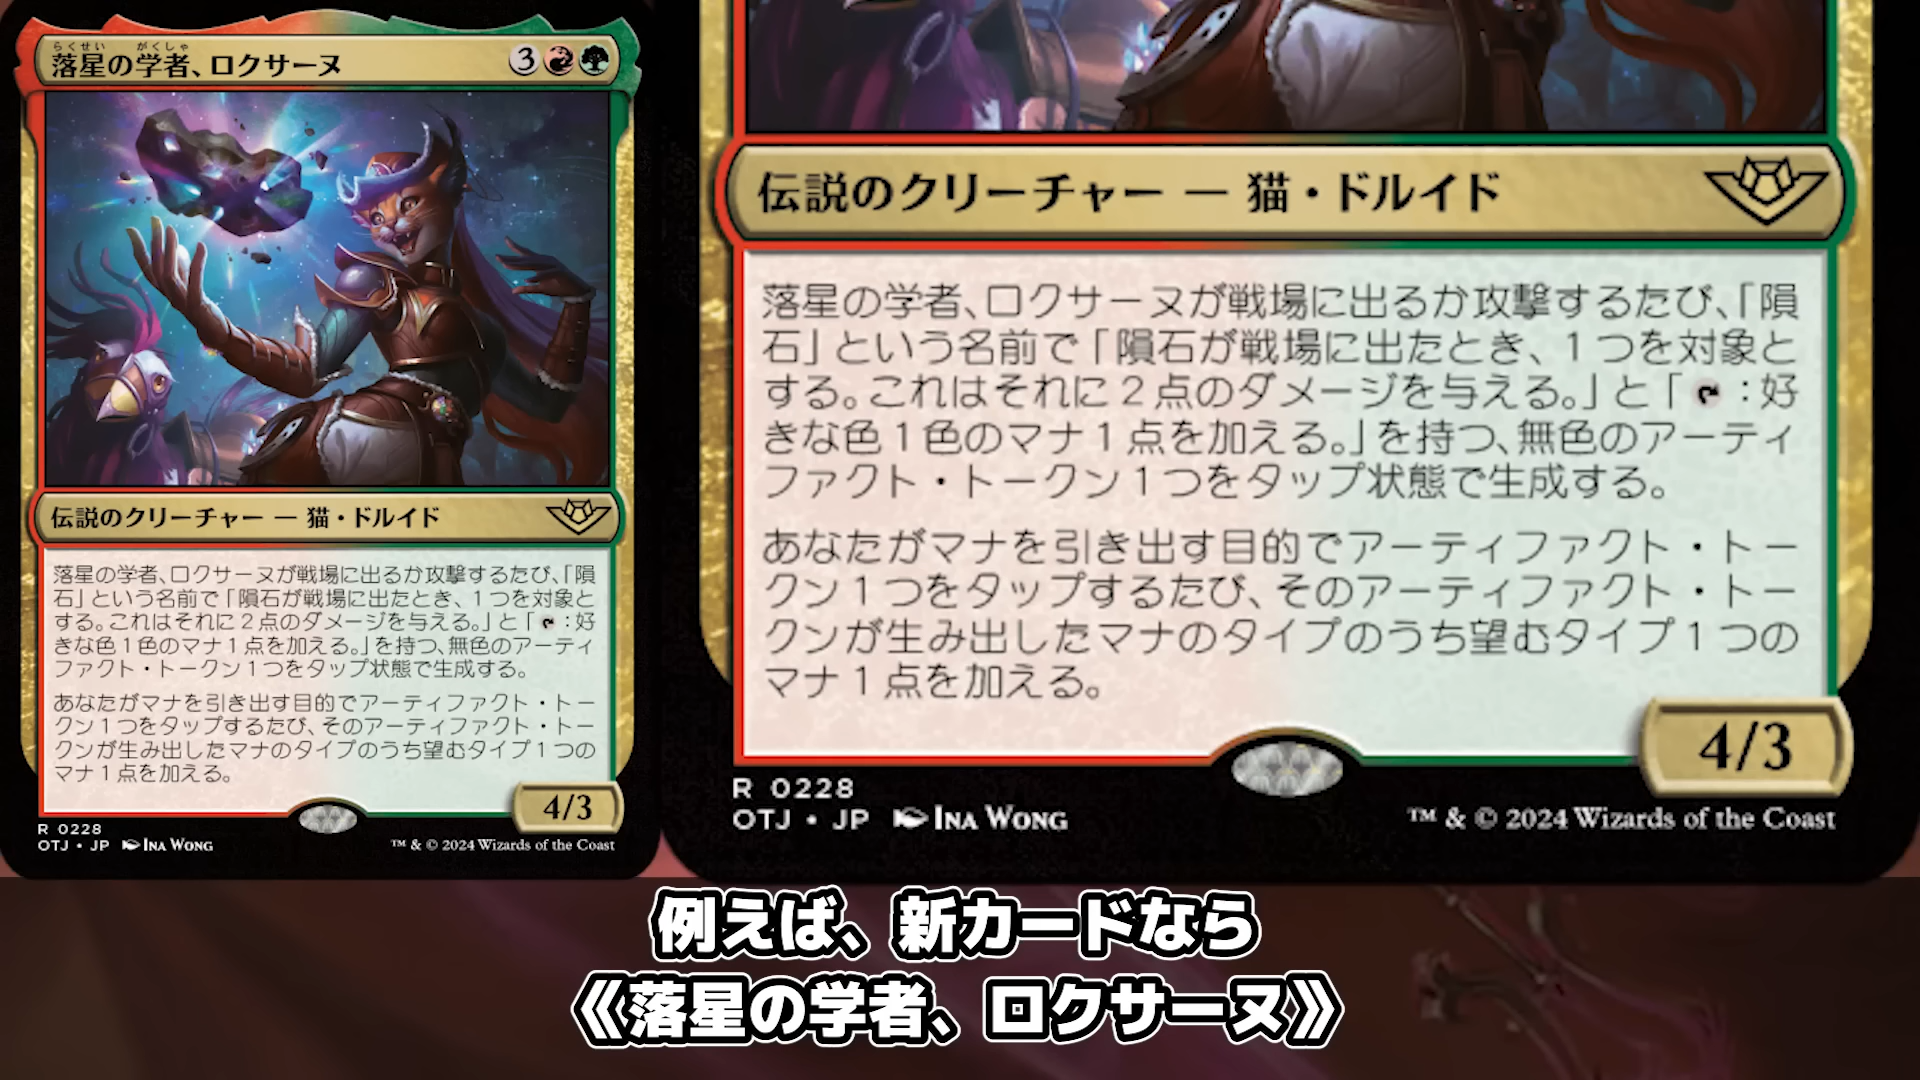 らくせい がくしゃ
落星の学者、ロクサーヌ 3
伝説のクリーチャー ― 猫・ドルイド
落星の学者、ロクサーヌが戦場に出るか攻撃するたび、「隕
石」という名前で「隕石が戦場に出たとき、1つを対象と
する。これはそれに2点のダメージを与える。」と「：好
きな色1色のマナ1点を加える。」を持つ、無色のアーティ
ファクト・トークン1つをタップ状態で生成する。
あなたがマナを引き出す目的でアーティファクト・トー
クン1つをタップするたび、そのアーティファクト・トー
クンが生み出したマナのタイプのうち望むタイプ1つの
マナ1点を加える。
4/3
R 0228
OTJ • JP INA WONG
™ & © 2024 Wizards of the Coast
伝説のクリーチャー ― 猫・ドルイド
落星の学者、ロクサーヌが戦場に出るか攻撃するたび、「隕
石」という名前で「隕石が戦場に出たとき、1つを対象と
する。これはそれに2点のダメージを与える。」と「：好
きな色1色のマナ1点を加える。」を持つ、無色のアーティ
ファクト・トークン1つをタップ状態で生成する。
あなたがマナを引き出す目的でアーティファクト・トー
クン1つをタップするたび、そのアーティファクト・トー
クンが生み出したマナのタイプのうち望むタイプ1つの
マナ1点を加える。
4/3
R 0228
OTJ • JP INA WONG
™ & © 2024 Wizards of the Coast
例えば、新カードなら
《落星の学者、ロクサーヌ》